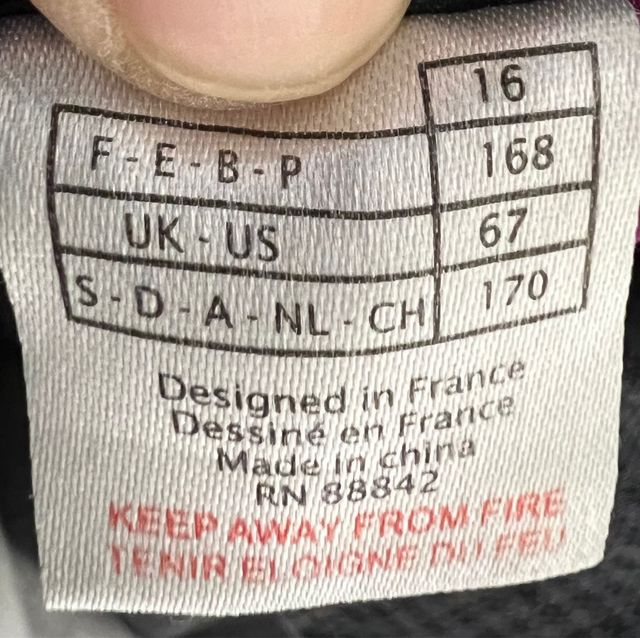 16
F - E - B - P 168
UK - US 67
S - D - A - NL - CH 170
Designed in France
Dessiné en France
Made in china
RN 88842
KEEP AWAY FROM FIRE
TENIR ELOIGNE DU FEU